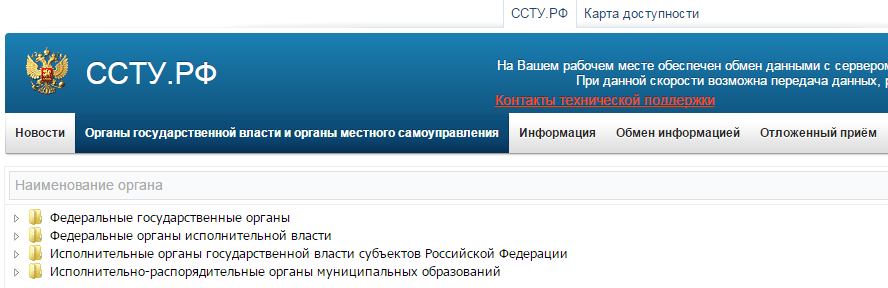 ССТУ.РФ Карта доступности
ССТУ.РФ
На Вашем рабочем месте обеспечен обмен данными с сервером
При данной скорости возможна передача данных,
Контакты технической поддержки
Новости Органы государственной власти и органы местного самоуправления Информация Обмен информацией Отложенный приём
Наименование органа
Федеральные государственные органы
Федеральные органы исполнительной власти
Исполнительные органы государственной власти субъектов Российской Федерации
Исполнительно-распорядительные органы муниципальных образований